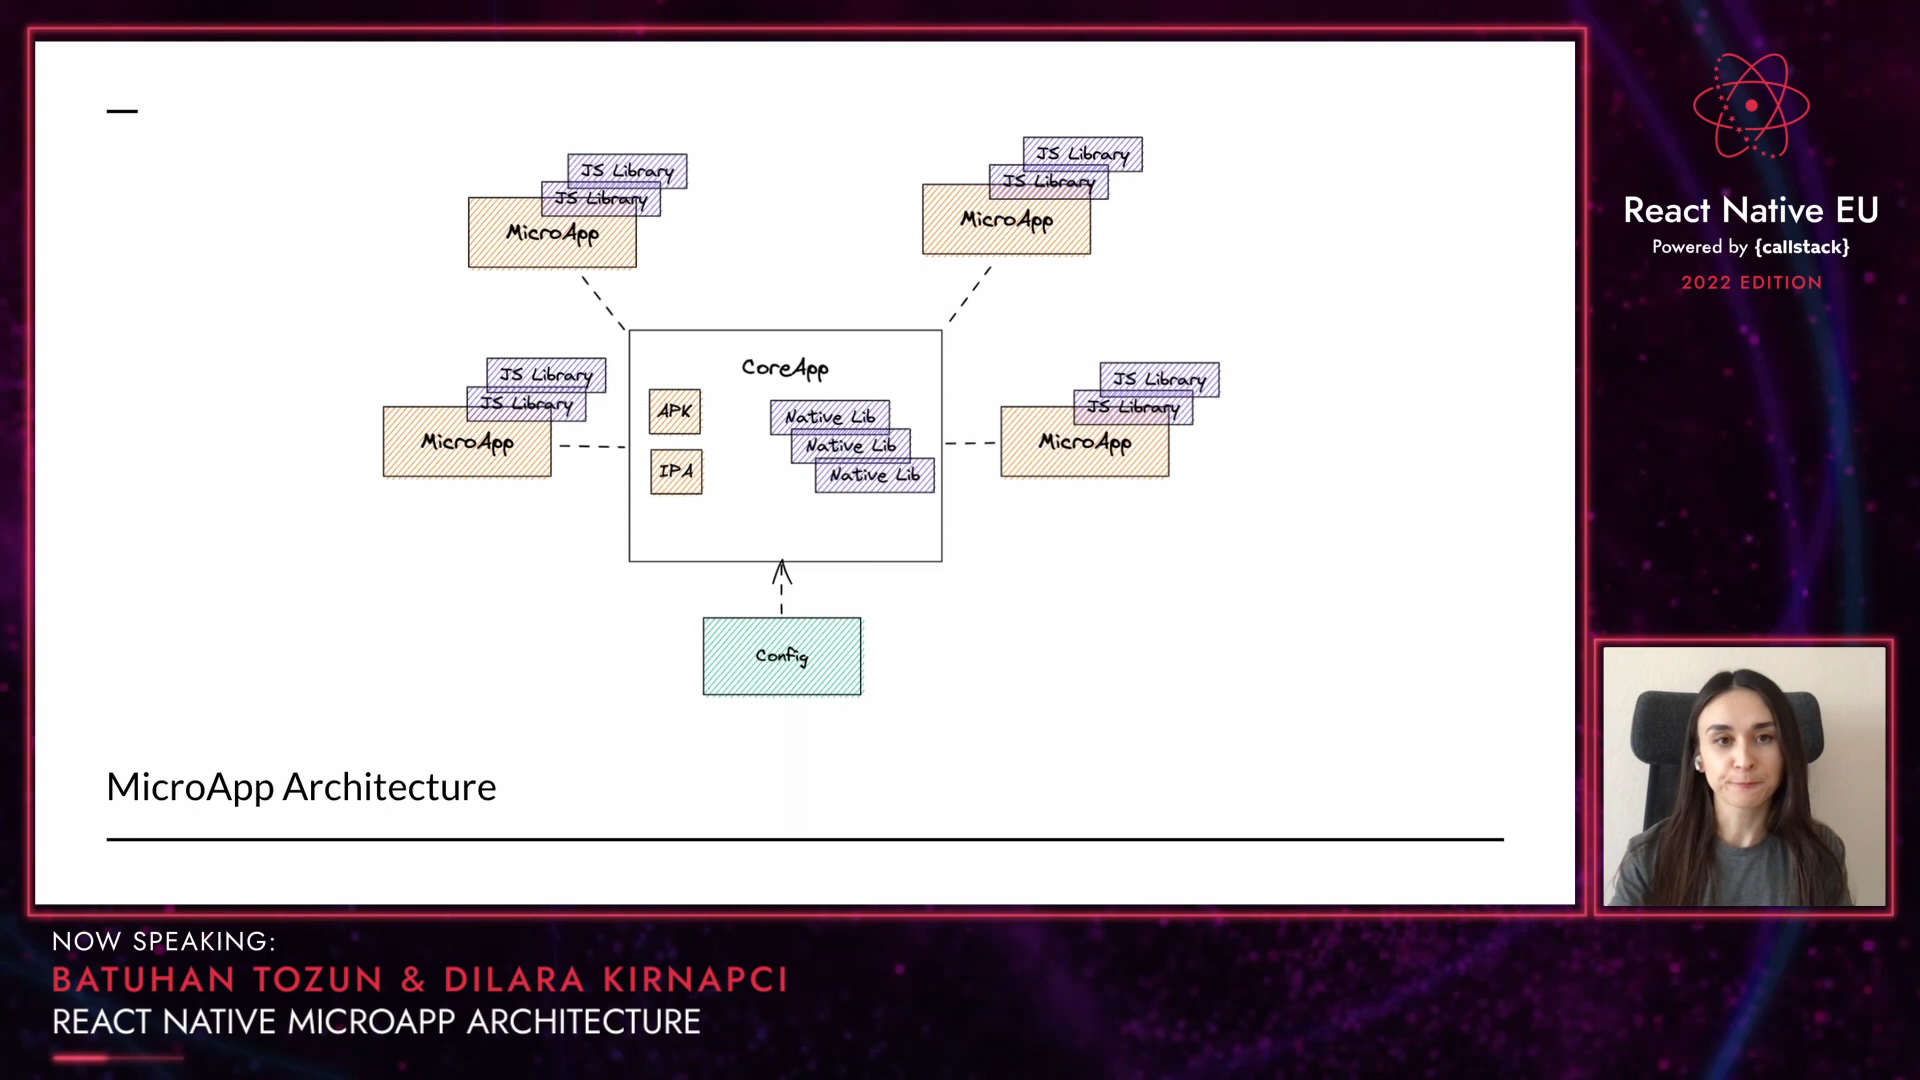 JS Library
JS Library
MicroApp
JS Library
JS Library
MicroApp
JS Library
JS Library
MicroApp
CoreApp
APK
IPA
Native Lib
Native Lib
Native Lib
JS Library
JS Library
MicroApp
Config
MicroApp Architecture
React Native EU
Powered by {callstack}
2022 EDITION
NOW SPEAKING:
BATUHAN TOZUN & DILARA KIRNAPCI
REACT NATIVE MICROAPP ARCHITECTURE